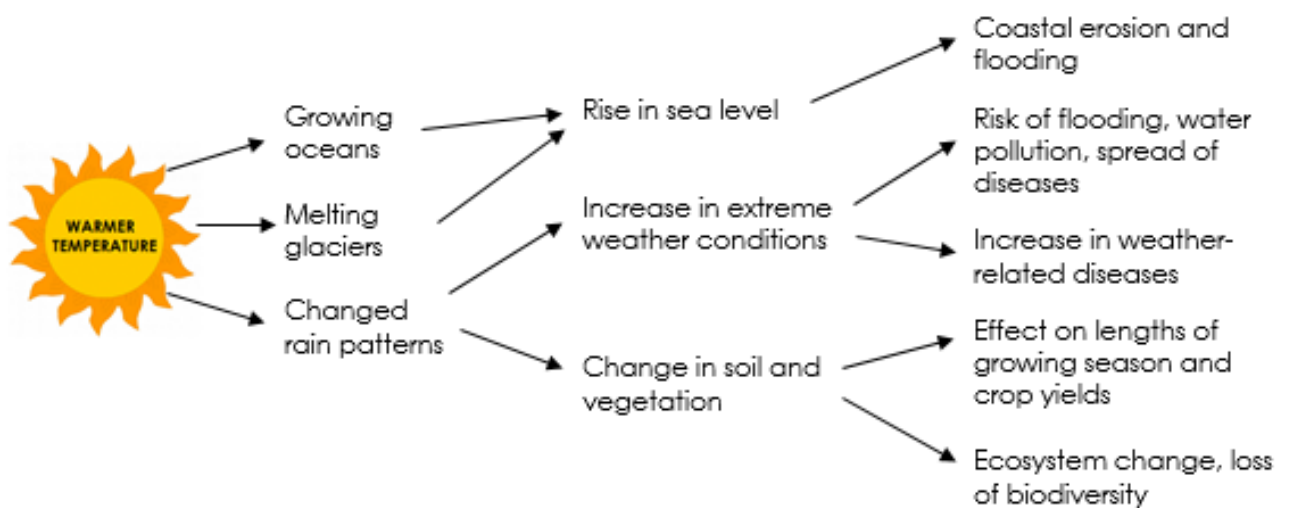 WARMER
TEMPERATURE
Growing
oceans
Melting
glaciers
Changed
rain patterns
Rise in sea level
Increase in extreme
weather conditions
Change in soil and
vegetation
Coastal erosion and
flooding
Risk of flooding, water
pollution, spread of
diseases
Increase in weather-
related diseases
Effect on lengths of
growing season and
crop yields
Ecosystem change, loss
of biodiversity